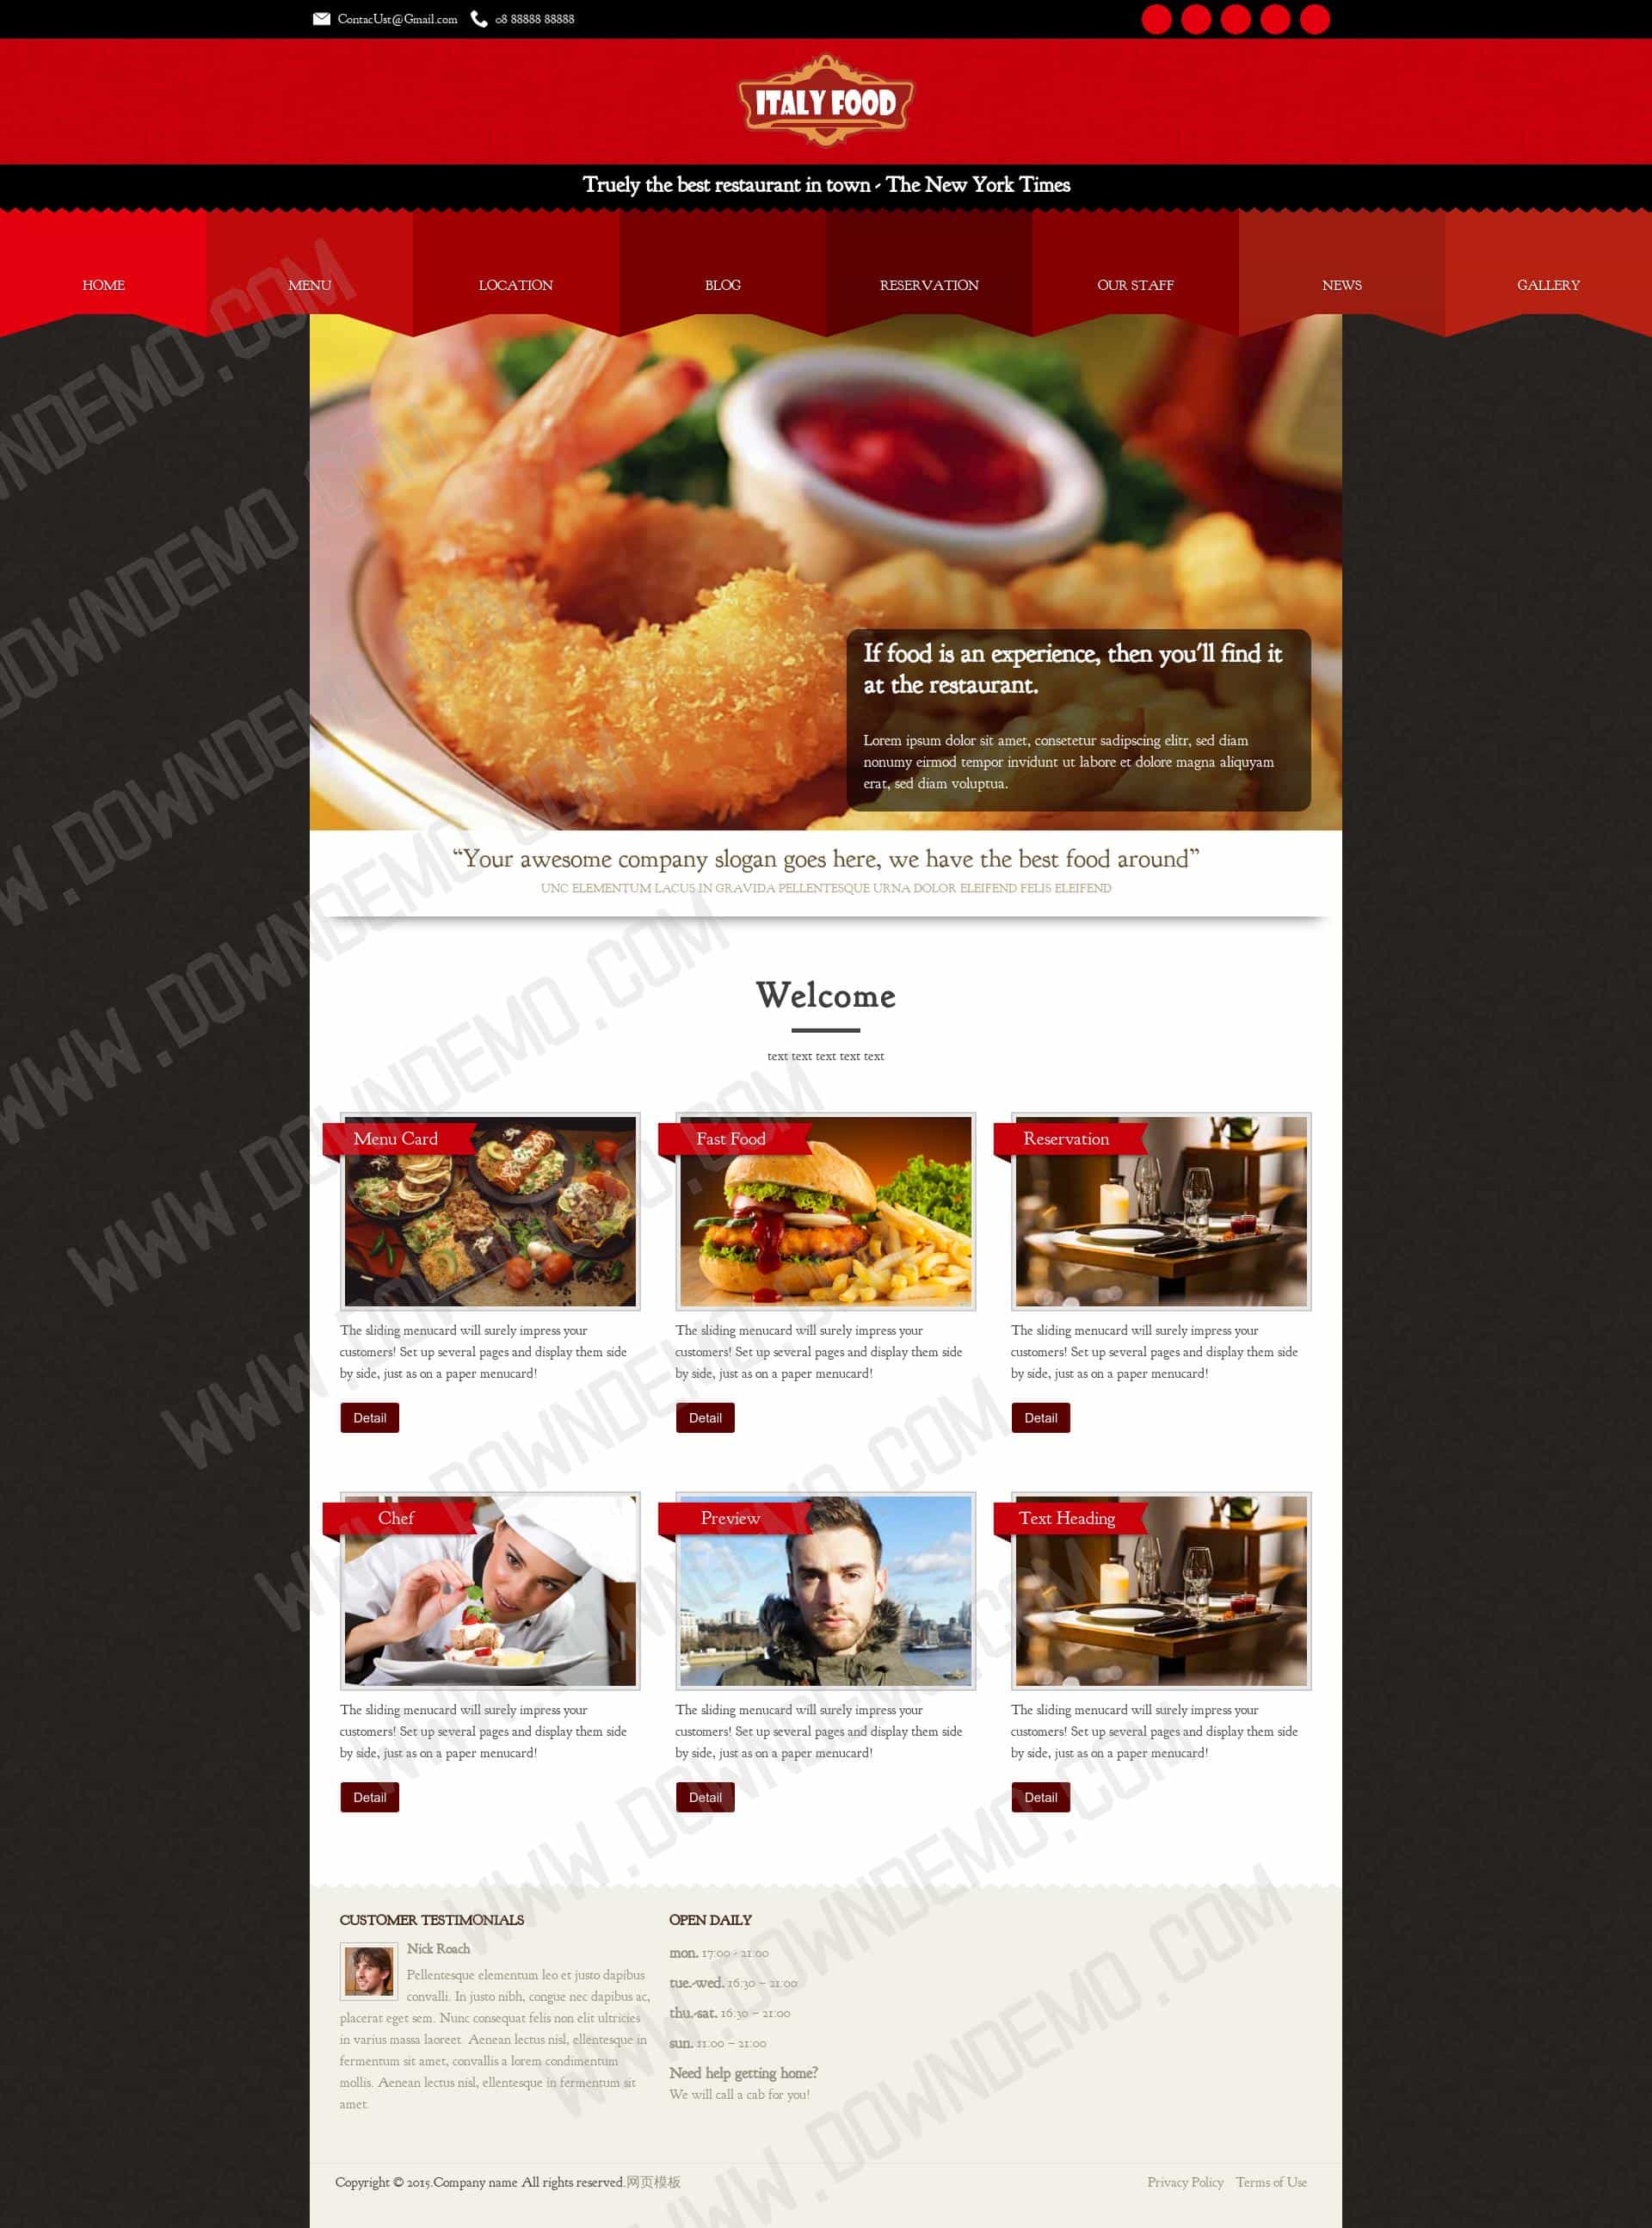 ContacUst@Gmail.com 08 88888 88888
ITALY FOOD
Truely the best restaurant in town - The New York Times
HOME MENU LOCATION BLOG RESERVATION OUR STAFF NEWS GALLERY
If food is an experience, then you'll find it
at the restaurant.
Lorem ipsum dolor sit amet, consetetur sadipscing elitr, sed diam
nonumy eirmod tempor invidunt ut labore et dolore magna aliquyam
erat, sed diam voluptua.
“Your awesome company slogan goes here, we have the best food around”
UNC ELEMENTUM LACUS IN GRAVIDA PELLENTESQUE URNA DOLOR ELEIFEND FELIS ELEIFEND
Welcome
text text text text text
Menu Card
The sliding menucard will surely impress your
customers! Set up several pages and display them side
by side, just as on a paper menucard!
Detail
Fast Food
The sliding menucard will surely impress your
customers! Set up several pages and display them side
by side, just as on a paper menucard!
Detail
Reservation
The sliding menucard will surely impress your
customers! Set up several pages and display them side
by side, just as on a paper menucard!
Detail
Chef
The sliding menucard will surely impress your
customers! Set up several pages and display them side
by side, just as on a paper menucard!
Detail
Preview
The sliding menucard will surely impress your
customers! Set up several pages and display them side
by side, just as on a paper menucard!
Detail
Text Heading
The sliding menucard will surely impress your
customers! Set up several pages and display them side
by side, just as on a paper menucard!
Detail
CUSTOMER TESTIMONIALS
Nick Roach
Pellentesque elementum leo et justo dapibus
convalli. In justo nibh, congue nec dapibus ac,
placerat eget sem. Nunc consequat felis non elit ultricies
in varius massa laoreet. Aenean lectus nisl, ellentesque in
fermentum sit amet, convallis a lorem condimentum
mollis. Aenean lectus nisl, ellentesque in fermentum sit
amet.
OPEN DAILY
mon. 17:00 - 21:00
tue.-wed. 16:30 – 21:00
thu.-sat. 16:30 – 21:00
sun. 11:00 – 21:00
Need help getting home?
We will call a cab for you!
Copyright © 2015.Company name All rights reserved.网页模板
Privacy Policy Terms of Use
WWW.DOWNDEMO.COM